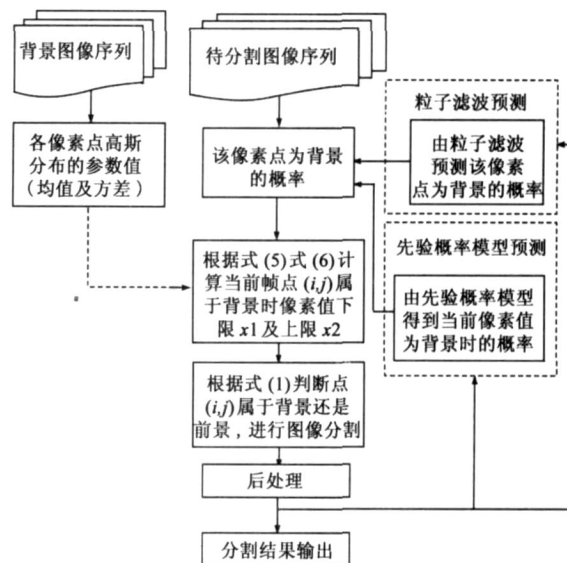 背景图像序列
待分割图像序列
粒子滤波预测
各像素点高斯
分布的参数值
(均值及方差)
该像素点为背景
的概率
由粒子滤波
预测该像素
点为背景的概率
先验概率模型预测
根据式(5)式(6)计
算当前帧点(i,j)属
于背景时像素值下
限x1及上限x2
由先验概率模型
得到当前像素值
为背景时的概率
根据式(1)判断点
(i,j)属于背景还是
前景,进行图像分割
后处理
分割结果输出